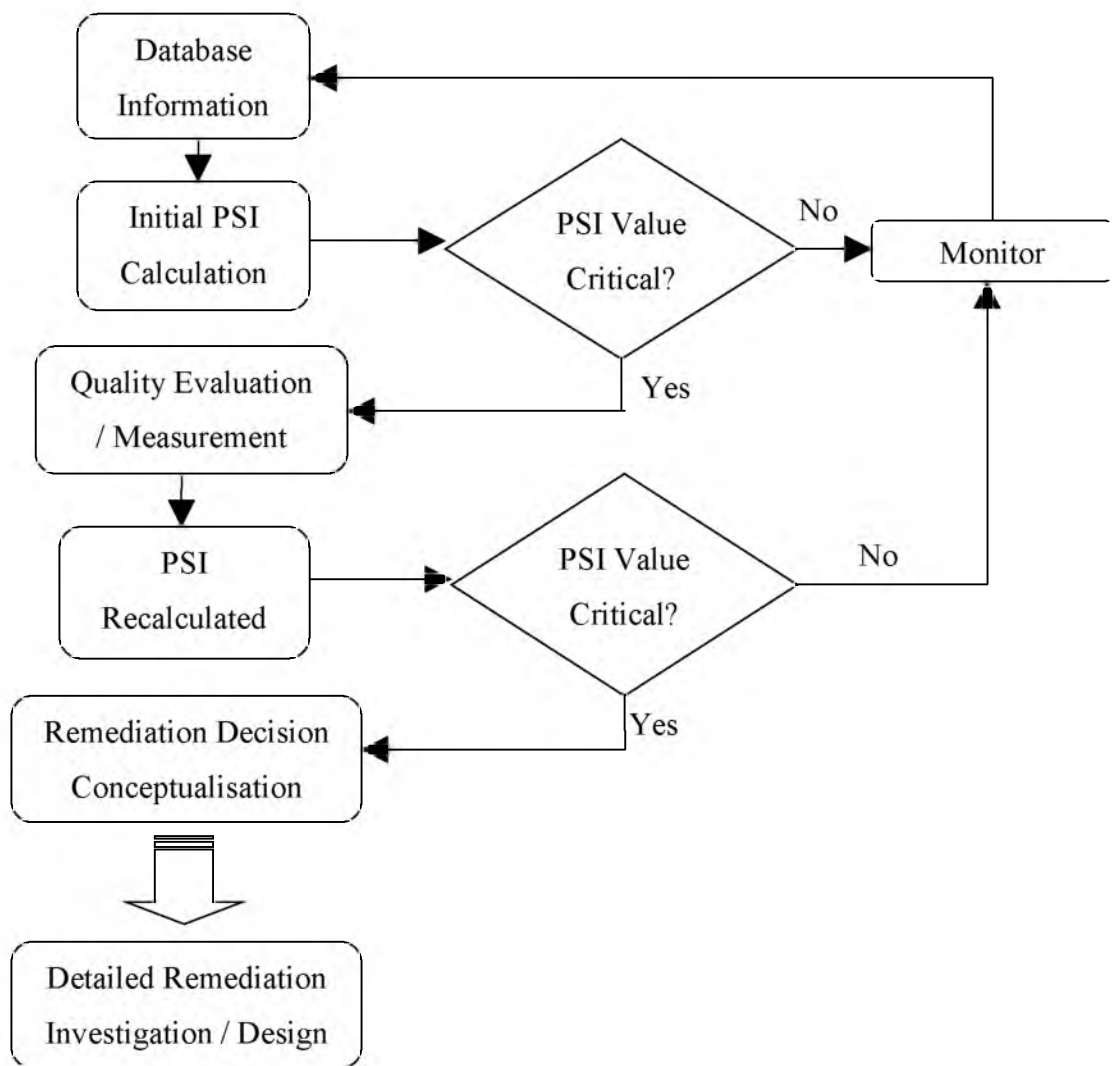 Database
Information
Initial PSI
Calculation
PSI Value
Critical?
No
Monitor
Yes
Quality Evaluation
/ Measurement
PSI
Recalculated
PSI Value
Critical?
No
Yes
Remediation Decision
Conceptualisation
Detailed Remediation
Investigation / Design